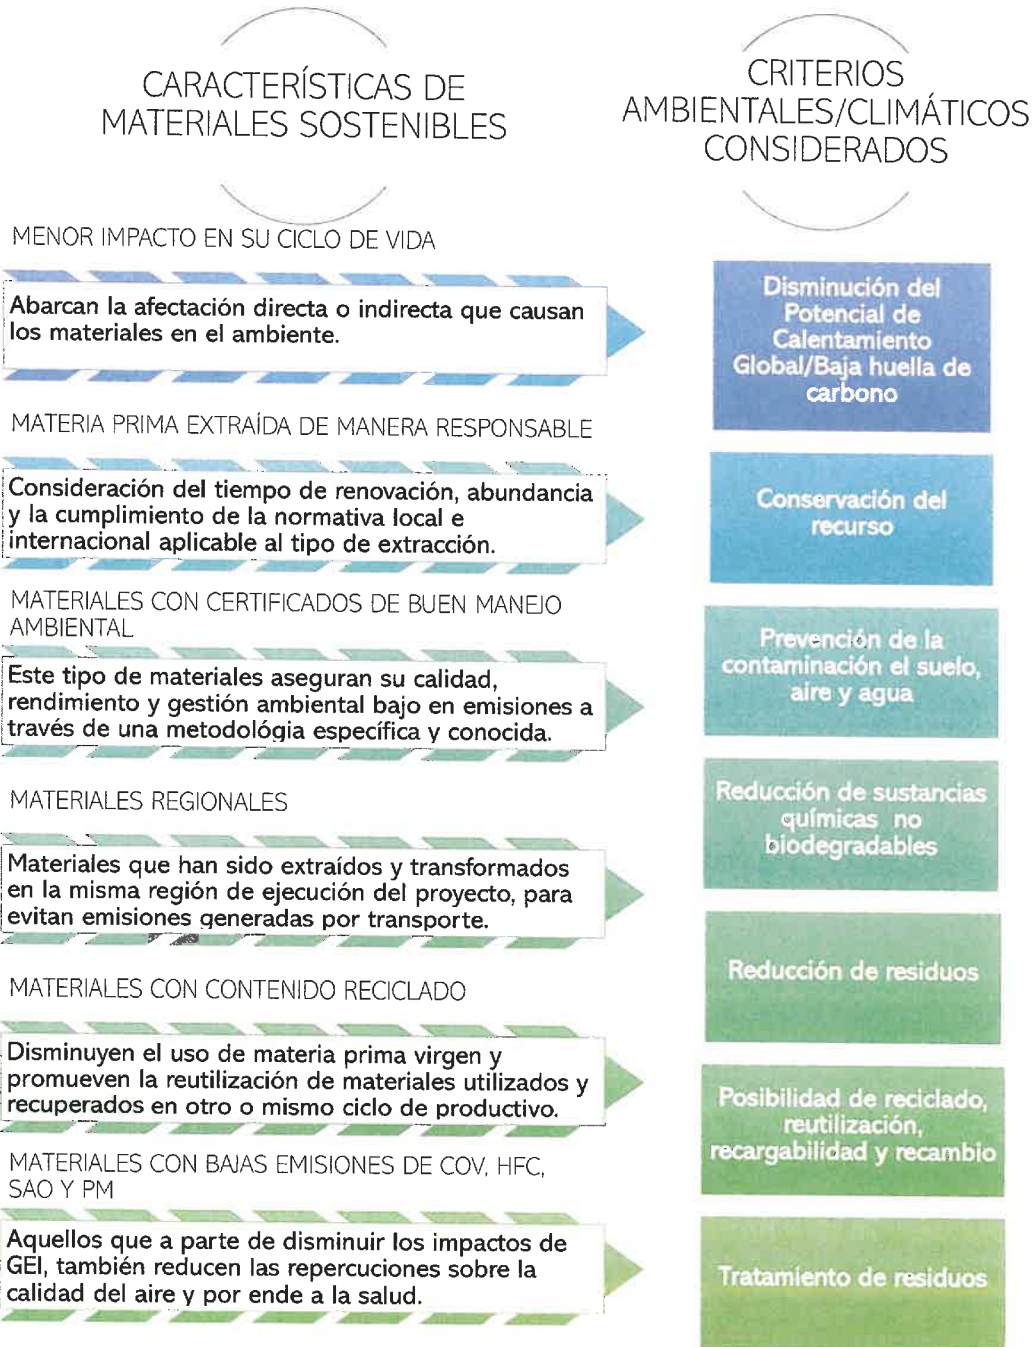 CARACTERÍSTICAS DE
MATERIALES SOSTENIBLES
MENOR IMPACTO EN SU CICLO DE VIDA
Abarcan la afectación directa o indirecta que causan
los materiales en el ambiente.
MATERIA PRIMA EXTRAÍDA DE MANERA RESPONSABLE
Consideración del tiempo de renovación, abundancia
y la cumplimiento de la normativa local e
internacional aplicable al tipo de extracción.
MATERIALES CON CERTIFICADOS DE BUEN MANEJO
AMBIENTAL
Este tipo de materiales aseguran su calidad,
rendimiento y gestión ambiental bajo en emisiones a
través de una metodológia específica y conocida.
MATERIALES REGIONALES
Materiales que han sido extraídos y transformados
en la misma región de ejecución del proyecto, para
evitan emisiones generadas por transporte.
MATERIALES CON CONTENIDO RECICLADO
Disminuyen el uso de materia prima virgen y
promueven la reutilización de materiales utilizados y
recuperados en otro o mismo ciclo de productivo.
MATERIALES CON BAJAS EMISIONES DE COV, HFC,
SAO Y PM
Aquellos que a parte de disminuir los impactos de
GEI, también reducen las repercuciones sobre la
calidad del aire y por ende a la salud.
CRITERIOS
AMBIENTALES/CLIMÁTICOS
CONSIDERADOS
Disminución del
Potencial de
Calentamiento
Global/Baja huella de
carbono
Conservación del
recurso
Prevención de la
contaminación el suelo,
aire y agua
Reducción de sustancias
químicas no
biodegradables
Reducción de residuos
Posibilidad de reciclado,
reutilización,
recargabilidad y recambio
Tratamiento de residuos